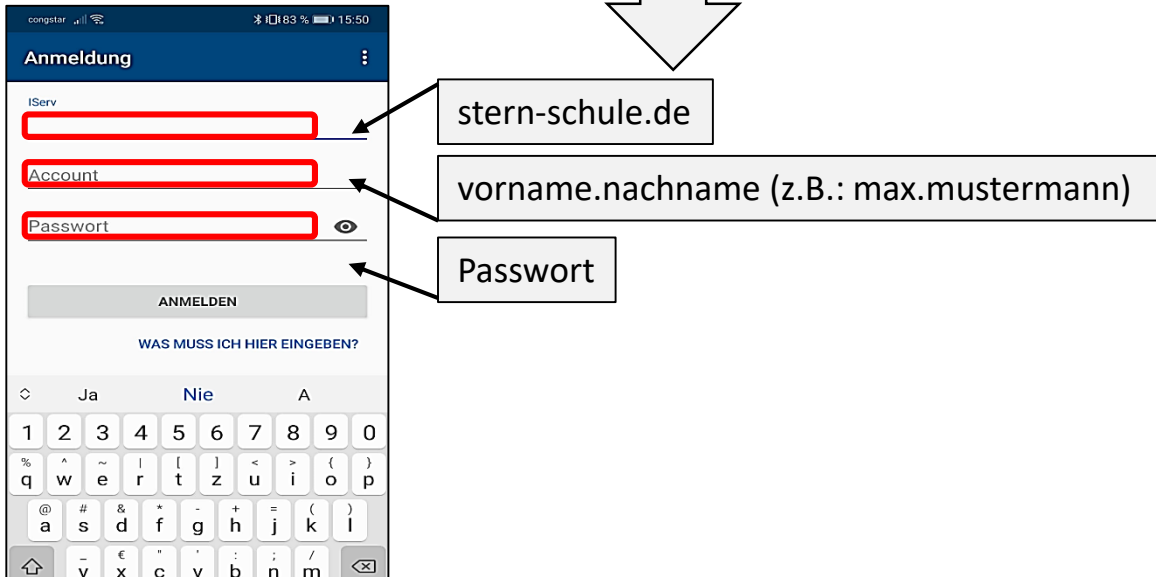 congstar 83 % 15:50
Anmeldung
IServ
stern-schule.de
Account
vorname.nachname (z.B.: max.mustermann)
Passwort
Passwort
ANMELDEN
WAS MUSS ICH HIER EINGEBEN?
Ja Nie A
1 2 3 4 5 6 7 8 9 0
% ^ ~ | [ ] < > { }
q w e r t z u i o p
@ # & * - + = ( )
a s d f g h j k l
_ € " ' : ; /
y x c v b n m